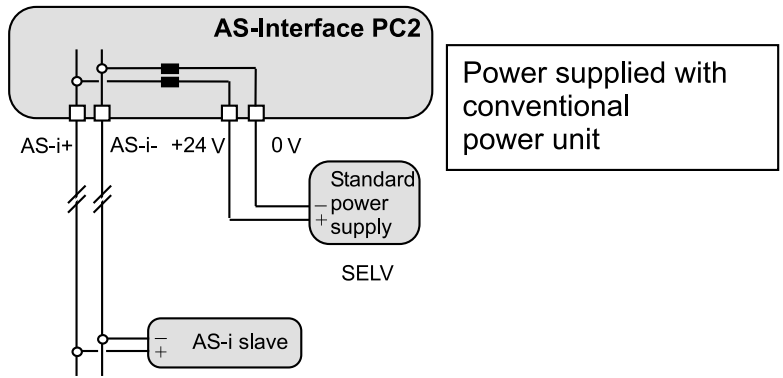 AS-Interface PC2
Power supplied with
conventional
power unit
AS-i+ AS-i- +24 V 0 V
Standard
− power
+ supply
SELV
− AS-i slave
+